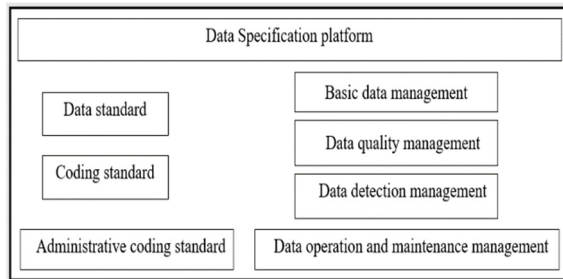 Data Specification platform
Data standard
Coding standard
Administrative coding standard
Basic data management
Data quality management
Data detection management
Data operation and maintenance management